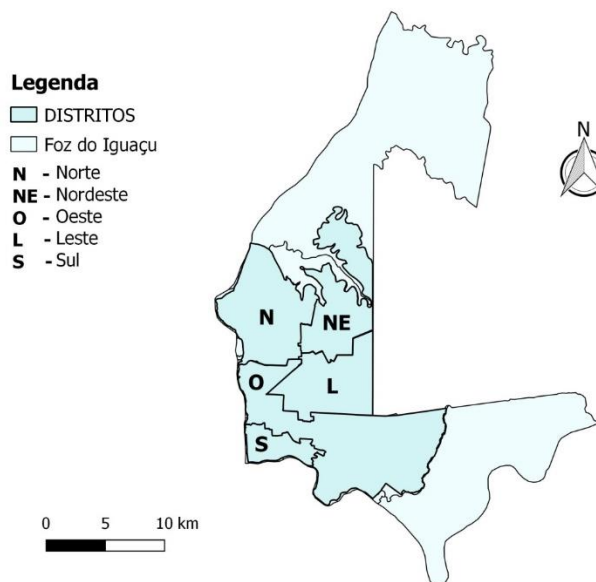 Legenda
DISTRITOS
Foz do Iguaçu
N - Norte
NE - Nordeste
O - Oeste
L - Leste
S - Sul
N
N
NE
O
L
S
0 5 10 km